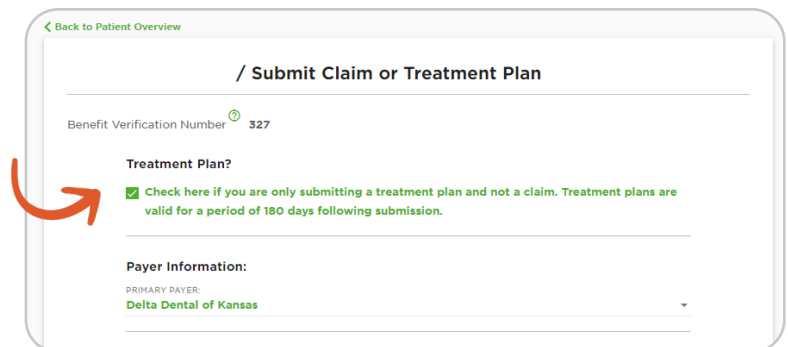 Back to Patient Overview
/ Submit Claim or Treatment Plan
Benefit Verification Number ? 327
Treatment Plan?
Check here if you are only submitting a treatment plan and not a claim. Treatment plans are
valid for a period of 180 days following submission.
Payer Information:
PRIMARY PAYER:
Delta Dental of Kansas